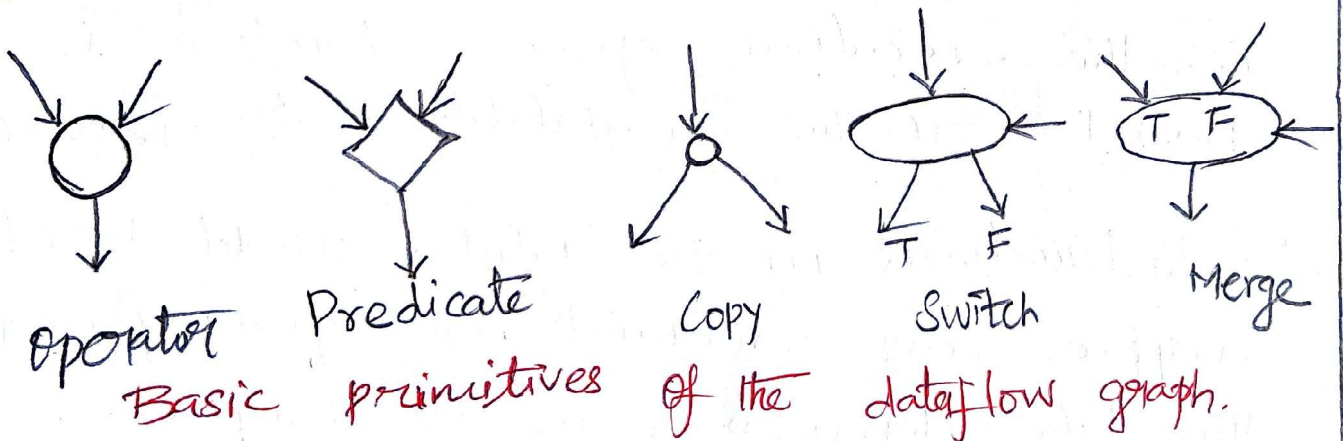 T F
T F
Operator Predicate Copy Switch Merge
Basic primitives of the dataflow graph.